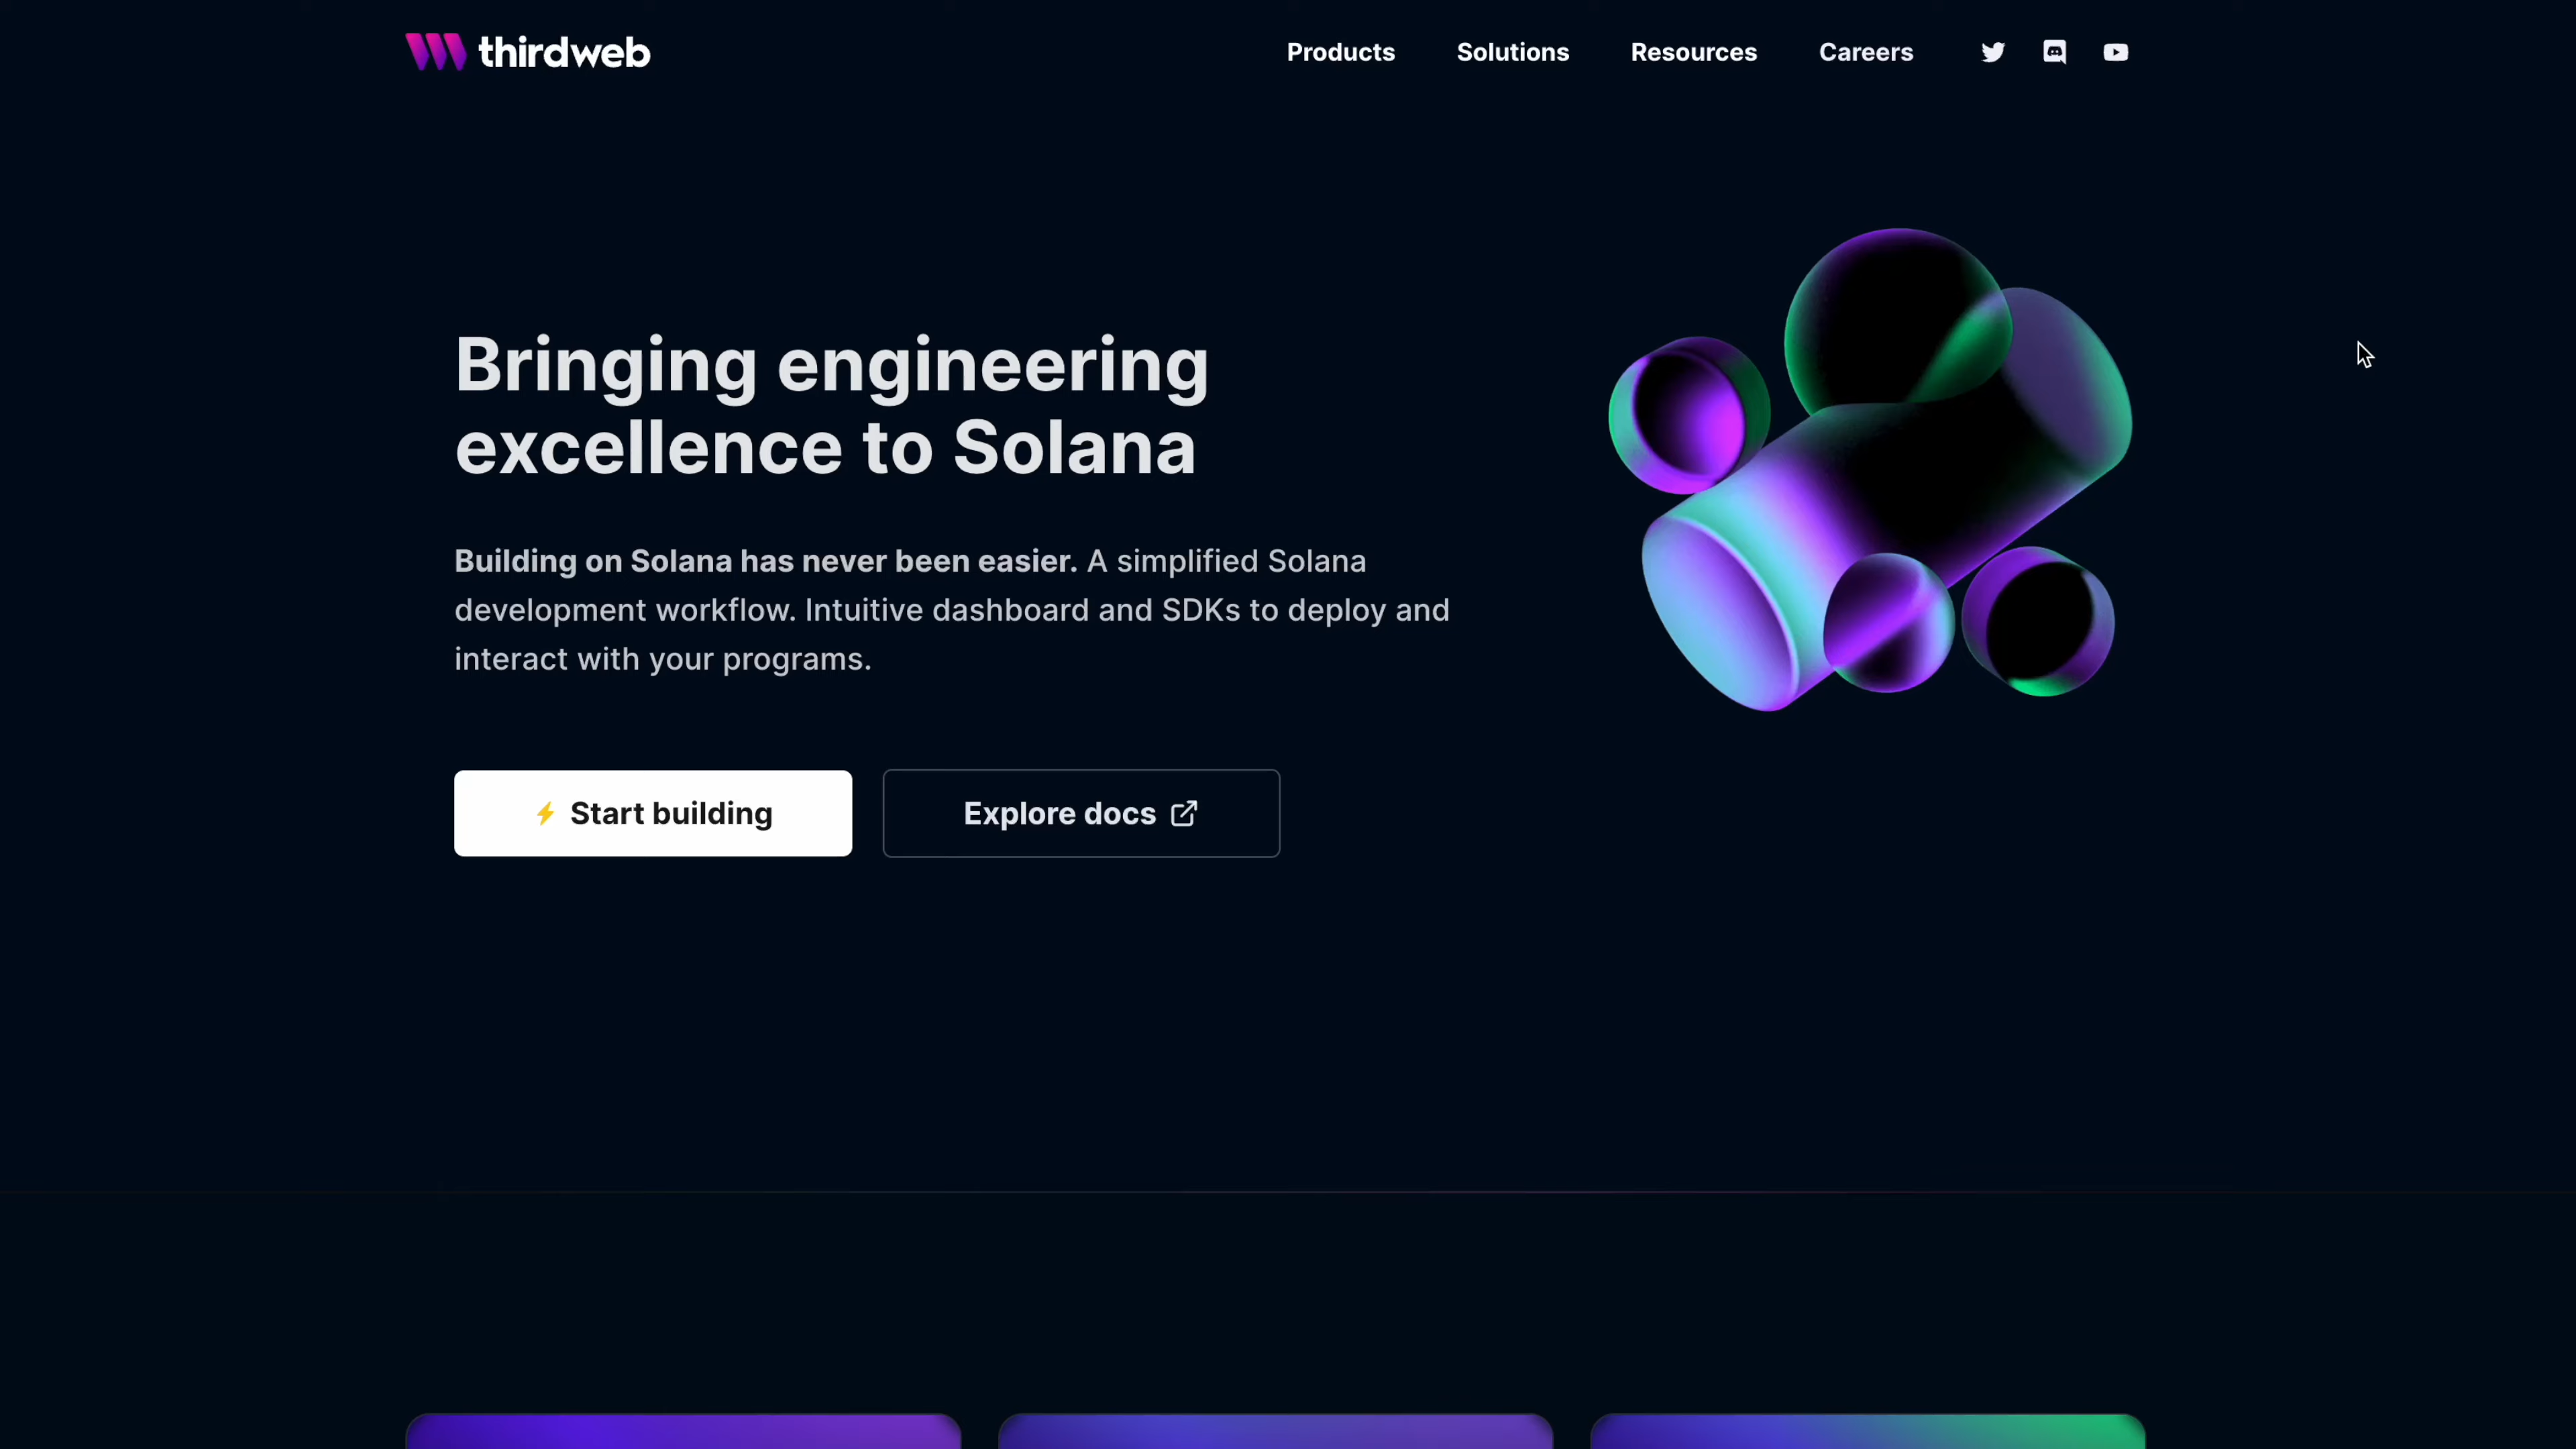 thirdweb
Products Solutions Resources Careers
Bringing engineering
excellence to Solana
Building on Solana has never been easier. A simplified Solana
development workflow. Intuitive dashboard and SDKs to deploy and
interact with your programs.
Start building
Explore docs